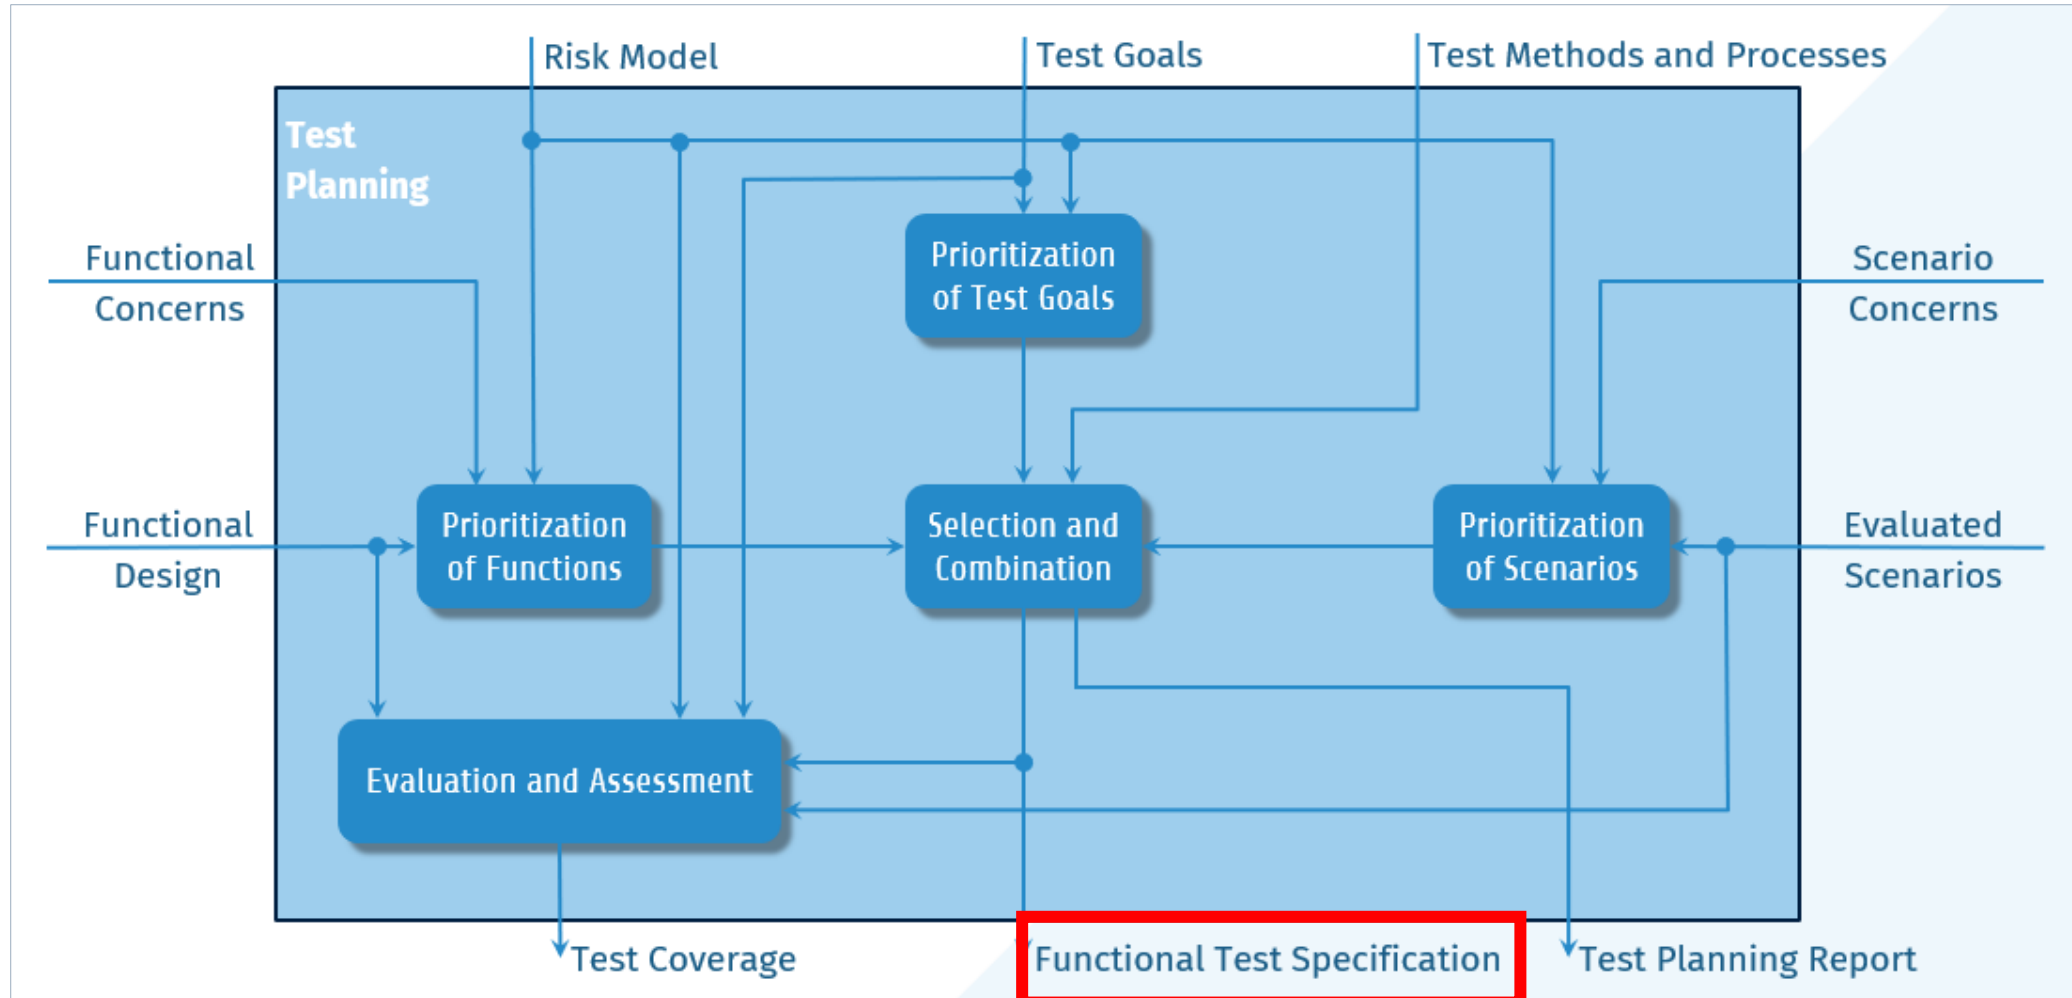 Risk Model
Test Goals
Test Methods and Processes
Test
Planning
Functional
Concerns
Prioritization
of Test Goals
Scenario
Concerns
Functional
Design
Prioritization
of Functions
Selection and
Combination
Prioritization
of Scenarios
Evaluated
Scenarios
Evaluation and Assessment
Test Coverage
Functional Test Specification
Test Planning Report